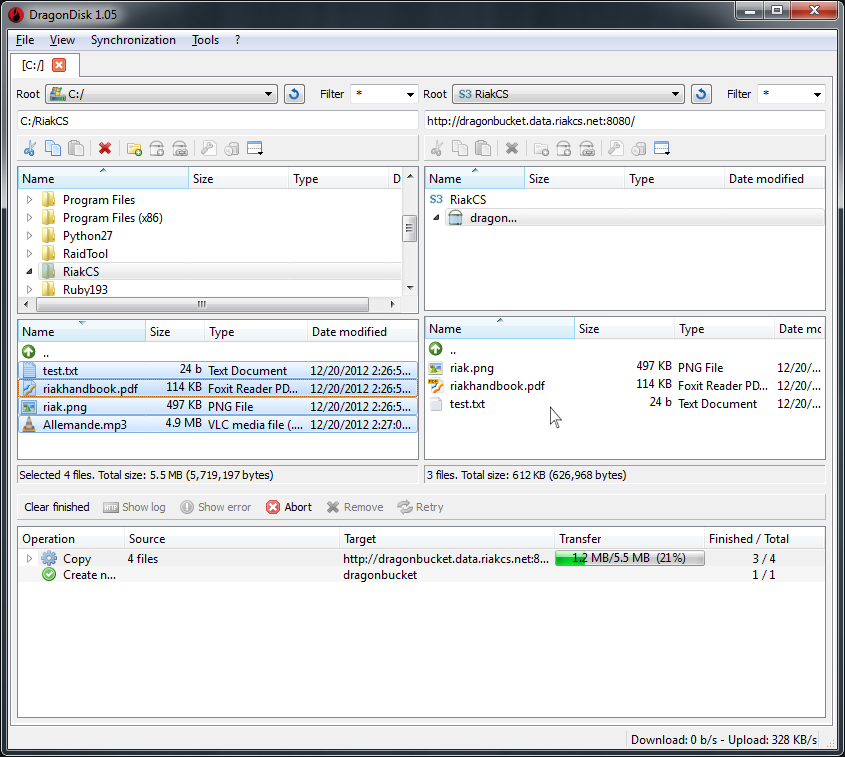 DragonDisk 1.05
File View Synchronization Tools ?
[C:/]
Root C:/ Filter * Root S3 RiakCS Filter *
C:/RiakCS http://dragonbucket.data.riakcs.net:8080/
Name Size Type D Name Size Type Date modified
Program Files S3 RiakCS
Program Files (x86) dragon...
Python27
RaidTool
RiakCS
Ruby193
Name Size Type Date modified Name Size Type Date mo
.. ..
test.txt 24 b Text Document 12/20/2012 2:26:5... riak.png 497 KB PNG File 12/20/...
riakhandbook.pdf 114 KB Foxit Reader PD... 12/20/2012 2:26:5... riakhandbook.pdf 114 KB Foxit Reader PD... 12/20/...
riak.png 497 KB PNG File 12/20/2012 2:26:5... test.txt 24 b Text Document 12/20/...
Allemande.mp3 4.9 MB VLC media file (.... 12/20/2012 2:27:0...
Selected 4 files. Total size: 5.5 MB (5,719,197 bytes) 3 files. Total size: 612 KB (626,968 bytes)
Clear finished Show log Show error Abort Remove Retry
Operation Source Target Transfer Finished / Total
Copy 4 files http://dragonbucket.data.riakcs.net:8... 1.2 MB/5.5 MB (21%) 3 / 4
Create n... dragonbucket 1 / 1
Download: 0 b/s - Upload: 328 KB/s